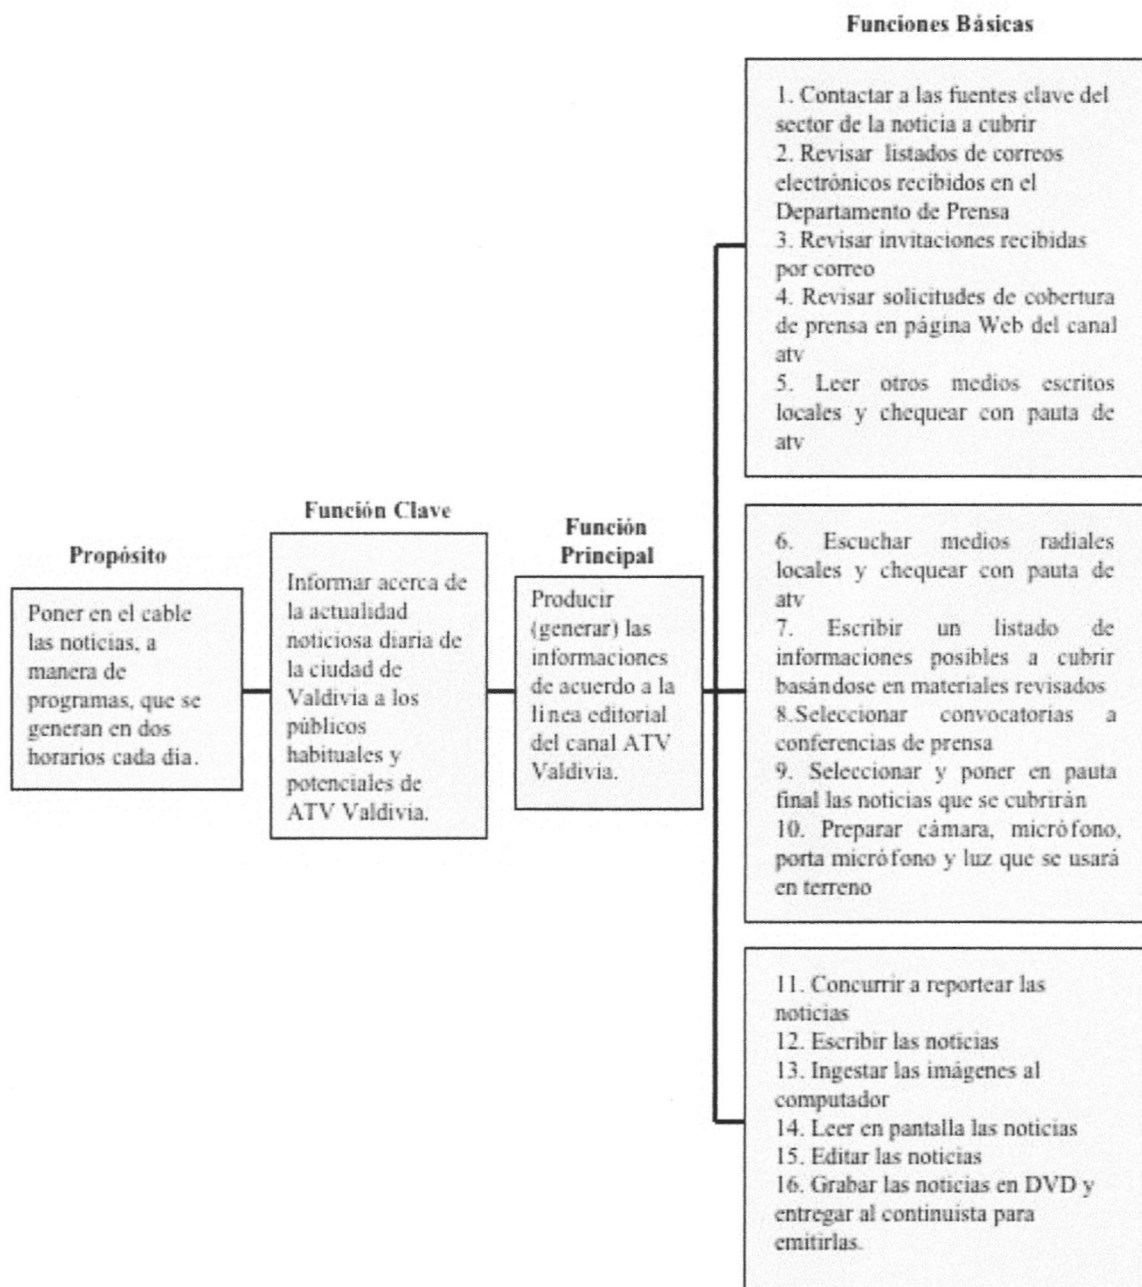 Funciones Básicas
1. Contactar a las fuentes clave del
sector de la noticia a cubrir
2. Revisar listados de correos
electrónicos recibidos en el
Departamento de Prensa
3. Revisar invitaciones recibidas
por correo
4. Revisar solicitudes de cobertura
de prensa en página Web del canal
atv
5. Leer otros medios escritos
locales y chequear con pauta de
atv
Función Clave
Función
Principal
Propósito
Poner en el cable
las noticias, a
manera de
programas, que se
generan en dos
horarios cada dia.
Informar acerca de
la actualidad
noticiosa diaria de
la ciudad de
Valdivia a los
públicos
habituales y
potenciales de
ATV Valdivia.
Producir
(generar) las
informaciones
de acuerdo a la
linea editorial
del canal ATV
Valdivia.
6. Escuchar medios radiales
locales y chequear con pauta de
atv
7. Escribir un listado de
informaciones posibles a cubrir
basándose en materiales revisados
8.Seleccionar convocatorias a
conferencias de prensa
9. Seleccionar y poner en pauta
final las noticias que se cubrirán
10. Preparar cámara, micrófono,
porta micrófono y luz que se usará
en terreno
11. Concurrir a reportear las
noticias
12. Escribir las noticias
13. Ingestar las imágenes al
computador
14. Leer en pantalla las noticias
15. Editar las noticias
16. Grabar las noticias en DVD y
entregar al continuista para
emitirlas.